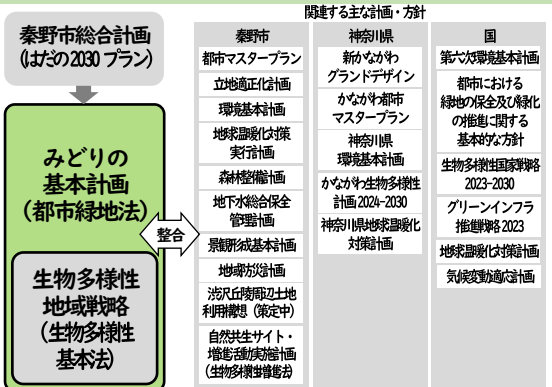 関連する主な計画・方針
秦野市総合計画
(はだの2030 プラン)
みどりの
基本計画
(都市緑地法)
生物多様性
地域戦略
(生物多様性
基本法)
整合
秦野市
都市マスタープラン
立地適正化計画
環境基本計画
地球温暖化対策
実行計画
森林整備計画
地下水総合保全
管理計画
景観形成基本計画
地域防災計画
渋沢丘陵周辺土地
利用構想(策定中)
自然共生サイト・
増進活動実施計画
(生物多様性増進法)
神奈川県
新かながわ
グランドデザイン
かながわ都市
マスタープラン
神奈川県
環境基本計画
かながわ生物多様性
計画 2024-2030
神奈川県地球温暖化
対策計画
国
第六次環境基本計画
都市における
緑地の保全及び緑化
の推進に関する
基本的な方針
生物多様性国家戦略
2023-2030
グリーンインフラ
推進戦略 2023
地球温暖化対策計画
気候変動適応計画